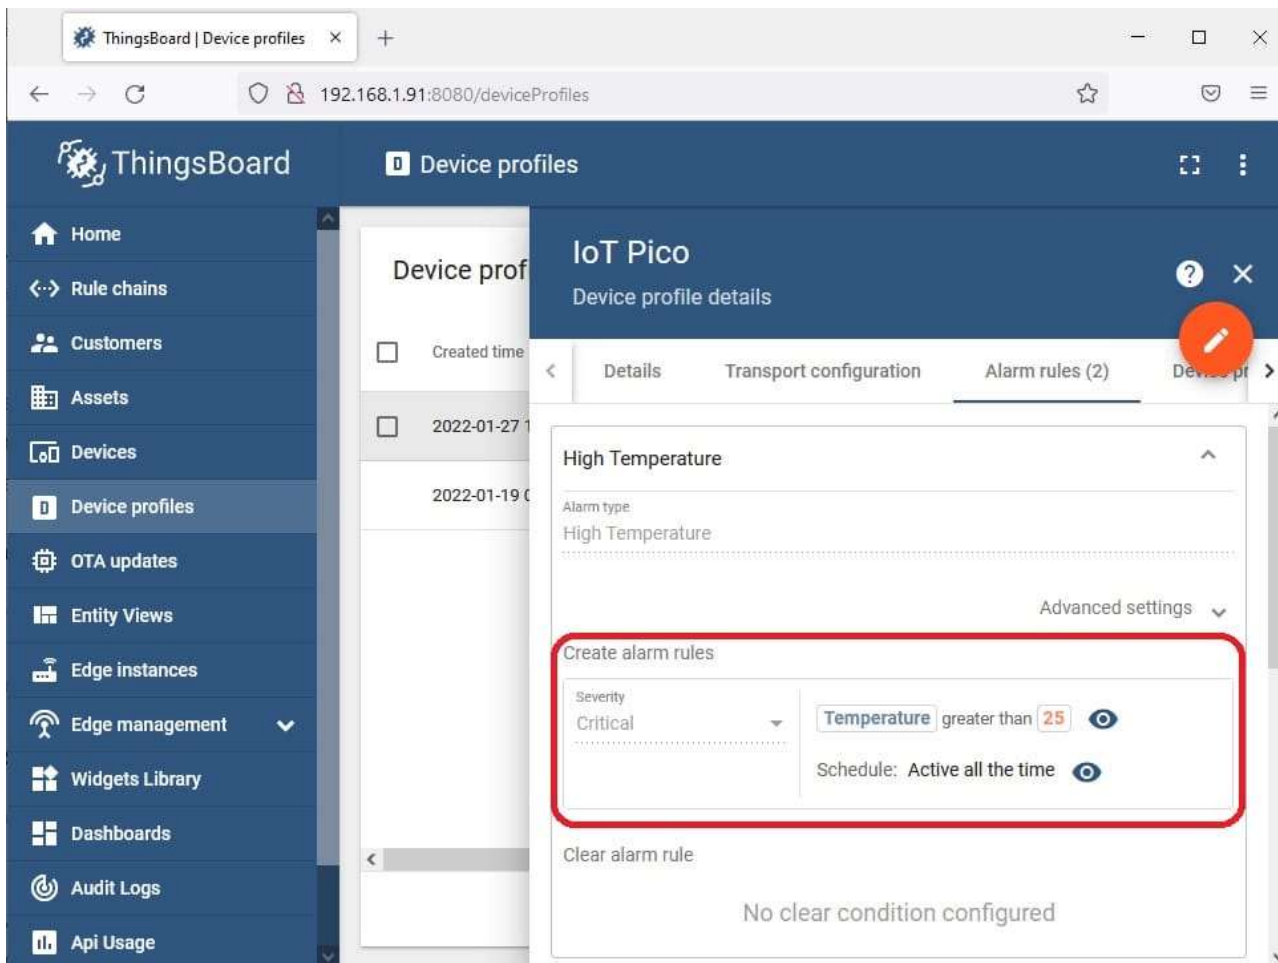 ThingsBoard | Device profiles
192.168.1.91:8080/deviceProfiles
ThingsBoard
D Device profiles
Home
Rule chains
Customers
Assets
Devices
D Device profiles
OTA updates
Entity Views
Edge instances
Edge management
Widgets Library
Dashboards
Audit Logs
Api Usage
Device prof
Created time
2022-01-27 1
2022-01-19 0
IoT Pico
Device profile details
Details Transport configuration Alarm rules (2)
High Temperature
Alarm type
High Temperature
Advanced settings
Create alarm rules
Severity
Critical
Temperature greater than 25
Schedule: Active all the time
Clear alarm rule
No clear condition configured